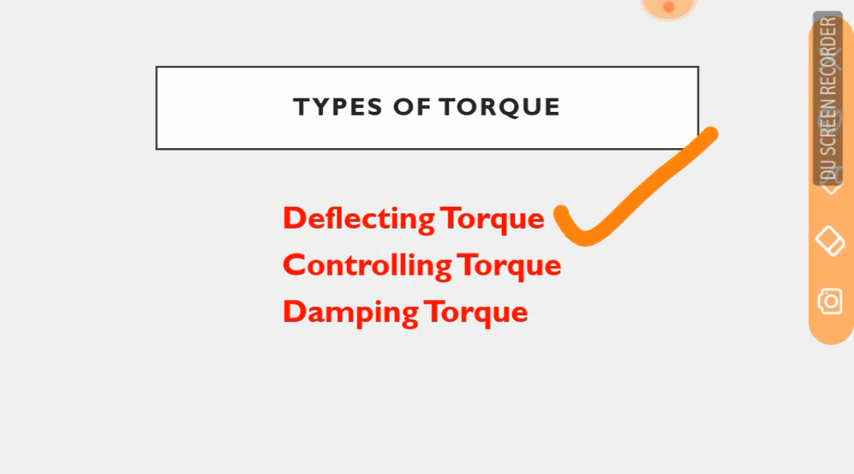 TYPES OF TORQUE
Deflecting Torque
Controlling Torque
Damping Torque
DU SCREEN RECORDER